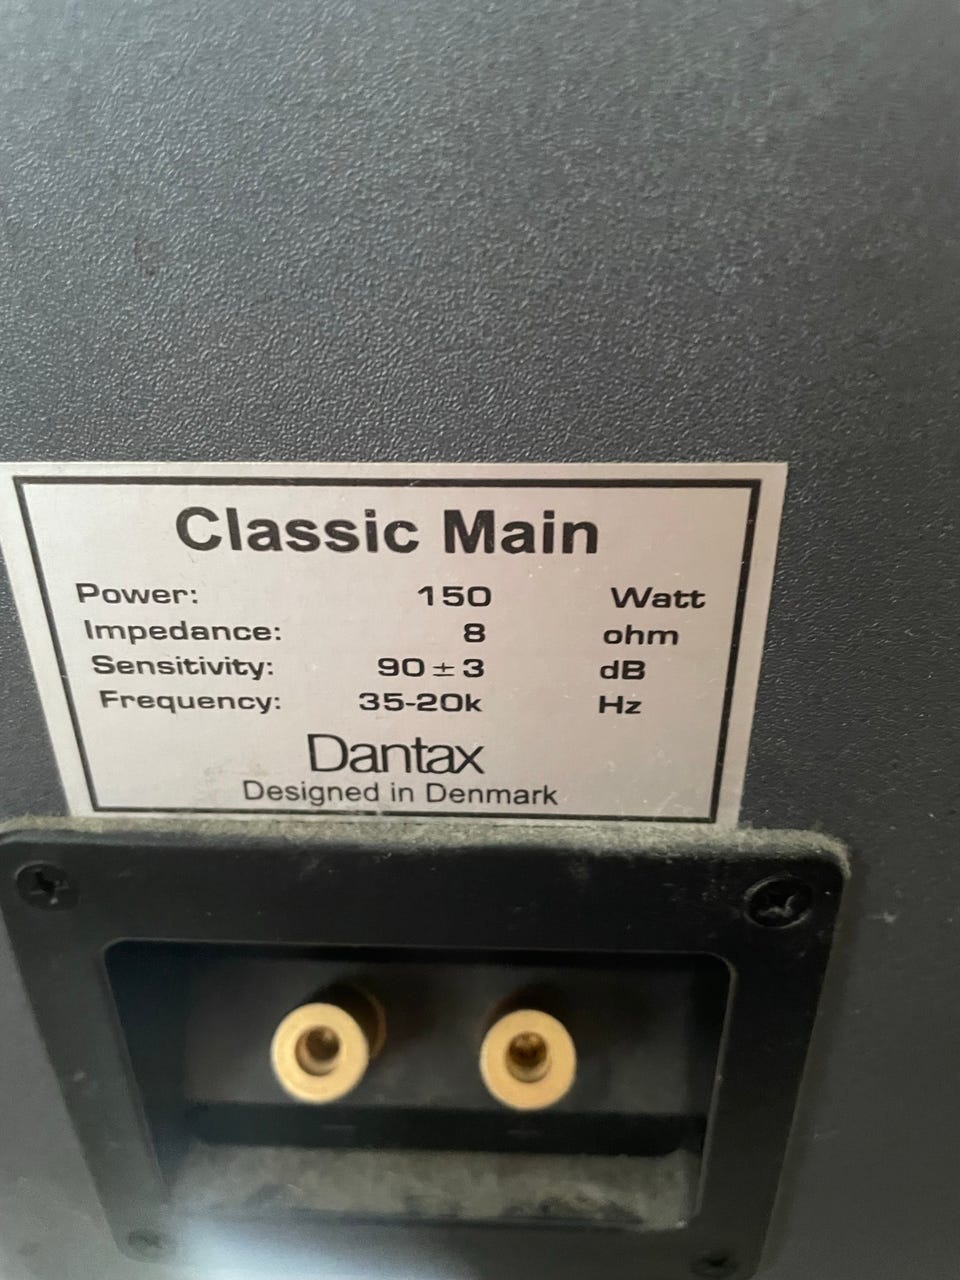 Classic Main
Power: 150 Watt
Impedance: 8 ohm
Sensitivity: 90 ± 3 dB
Frequency: 35-20k Hz
Dantax
Designed in Denmark